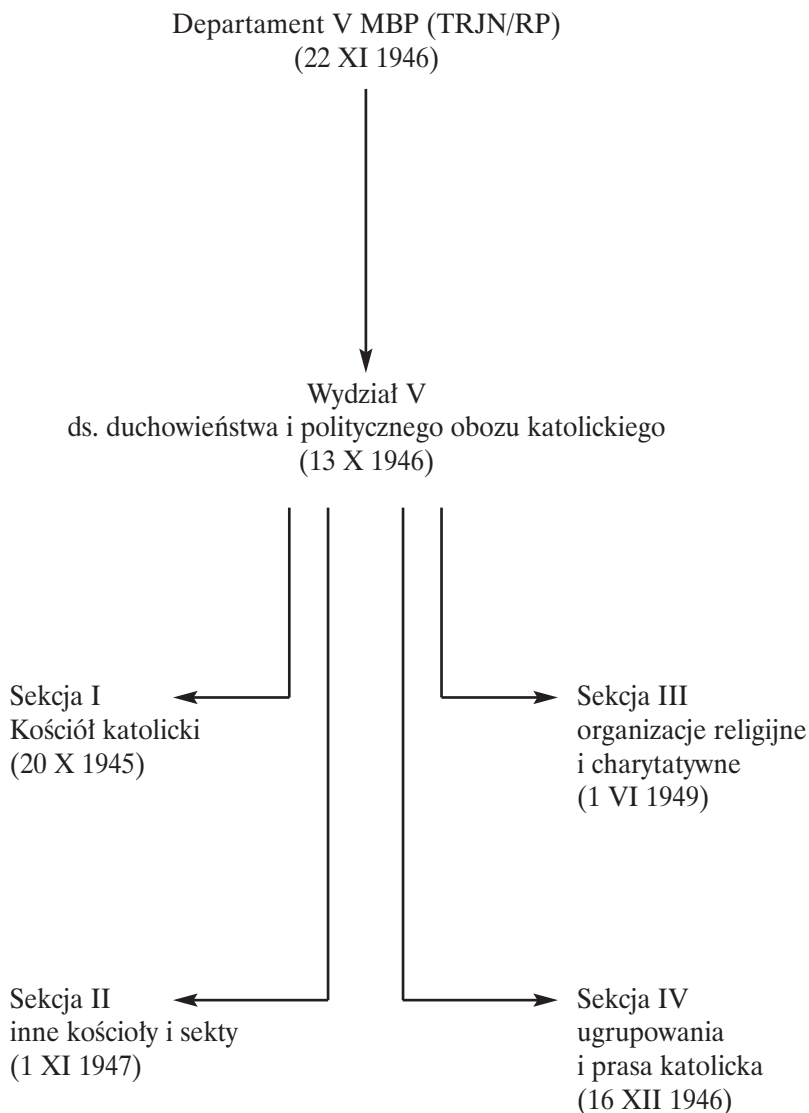 Departament V MBP (TRJN/RP)
(22 XI 1946)
Wydział V
ds. duchowieństwa i politycznego obozu katolickiego
(13 X 1946)
Sekcja I
Kościół katolicki
(20 X 1945)
Sekcja III
organizacje religijne
i charytatywne
(1 VI 1949)
Sekcja II
inne kościoły i sekty
(1 XI 1947)
Sekcja IV
ugrupowania
i prasa katolicka
(16 XII 1946)